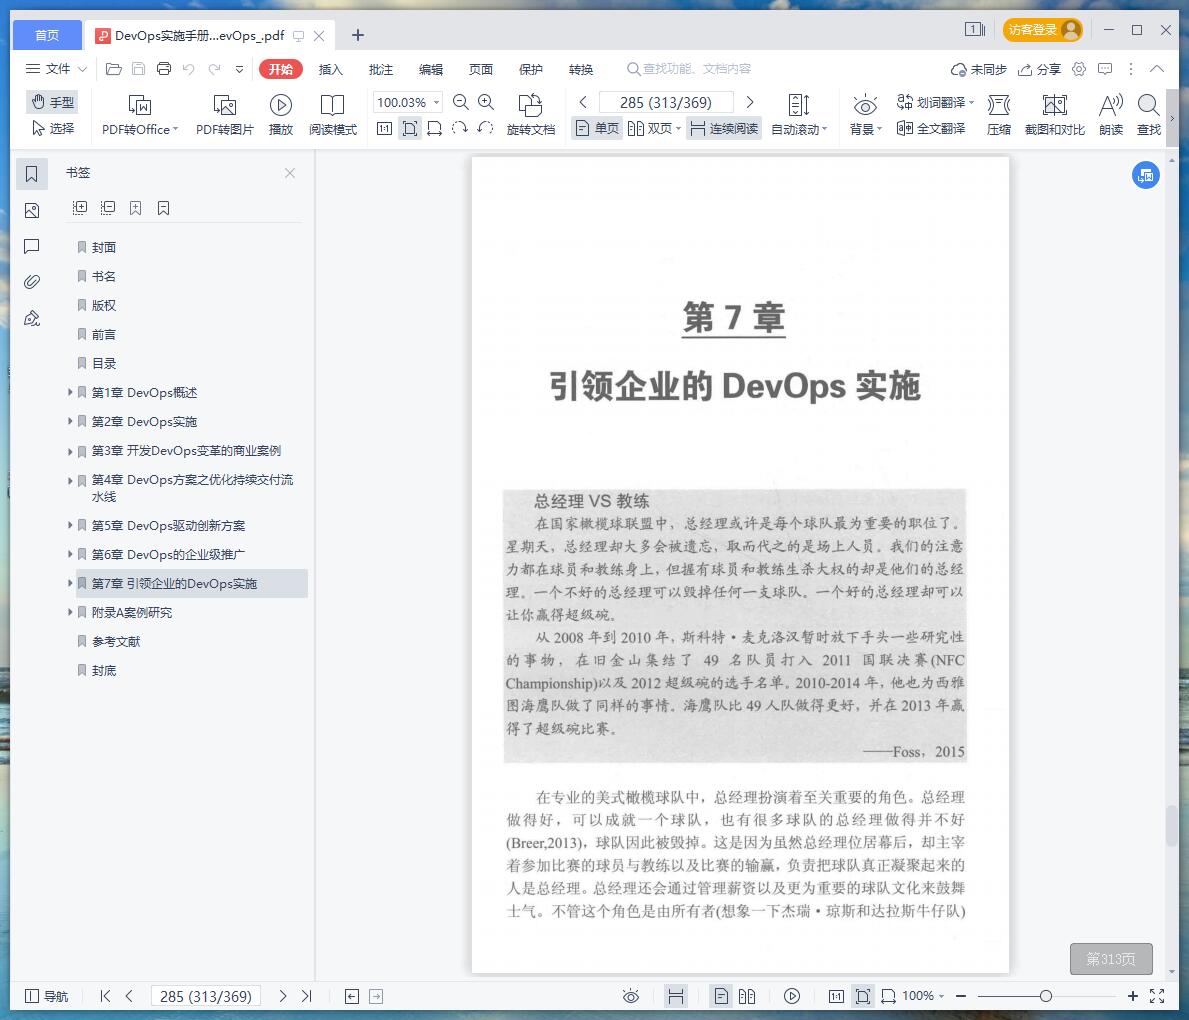 首页
DevOps实施手册...evOps_.pdf
1
访客登录
文件
开始
插入
批注
编辑
页面
保护
转换
查找功能、文档内容
未同步
分享
手型
选择
PDF转Office
PDF转图片
播放
阅读模式
100.03%
旋转文档
285 (313/369)
单页
双页
连续阅读
自动滚动
背景
划词翻译
全文翻译
压缩
截图和对比
朗读
查找
书签
封面
书名
版权
前言
目录
第1章 DevOps概述
第2章 DevOps实施
第3章 开发DevOps变革的商业案例
第4章 DevOps方案之优化持续交付流
水线
第5章 DevOps驱动创新方案
第6章 DevOps的企业级推广
第7章 引领企业的DevOps实施
附录A案例研究
参考文献
封底
第 7 章
引领企业的 DevOps 实施
总经理 VS 教练
在国家橄榄球联盟中，总经理或许是每个球队最为重要的职位了。
星期天，总经理却大多会被遗忘，取而代之的是场上人员。我们的注意
力都在球员和教练身上，但握有球员和教练生杀大权的却是他们的总经
理。一个不好的总经理可以毁掉任何一支球队。一个好的总经理却可以
让你赢得超级碗。
从 2008 年到 2010 年，斯科特·麦克洛汉暂时放下手头一些研究性
的事物，在旧金山集结了 49 名队员打入 2011 国联决赛(NFC
Championship)以及 2012 超级碗的选手名单。2010-2014 年，他也为西雅
图海鹰队做了同样的事情。海鹰队比 49 人队做得更好，并在 2013 年赢
得了超级碗比赛。
——Foss，2015
在专业的美式橄榄球队中，总经理扮演着至关重要的角色。总经理
做得好，可以成就一个球队，也有很多球队的总经理做得并不好
(Breer,2013)，球队因此被毁掉。这是因为虽然总经理位居幕后，却主宰
着参加比赛的球员与教练以及比赛的输赢，负责把球队真正凝聚起来的
人是总经理。总经理还会通过管理薪资以及更为重要的球队文化来鼓舞
士气。不管这个角色是由所有者(想象一下杰瑞·琼斯和达拉斯牛仔队)
第313页
导航
285 (313/369)
100%